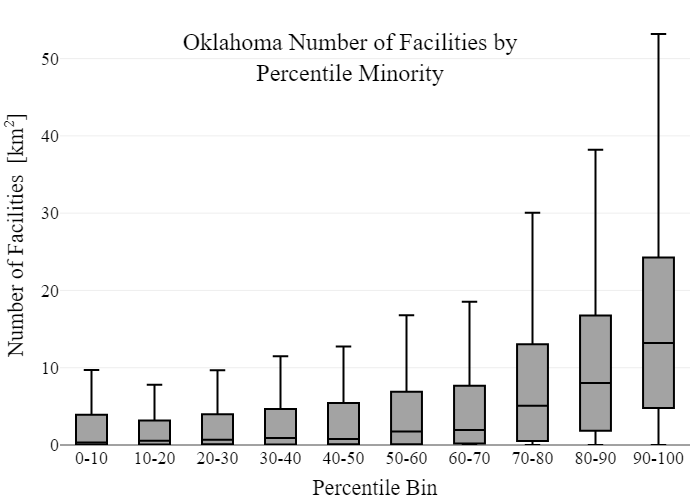 Oklahoma Number of Facilities by
Percentile Minority
Number of Facilities [km²]
50
40
30
20
10
0
0-10 10-20 20-30 30-40 40-50 50-60 60-70 70-80 80-90 90-100
Percentile Bin